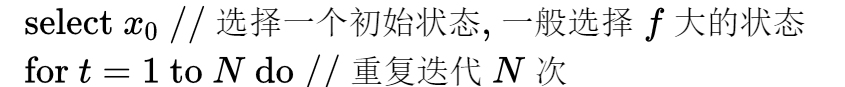 select x₀ // 选择一个初始状态, 一般选择 f 大的状态
for t = 1 to N do // 重复迭代 N 次